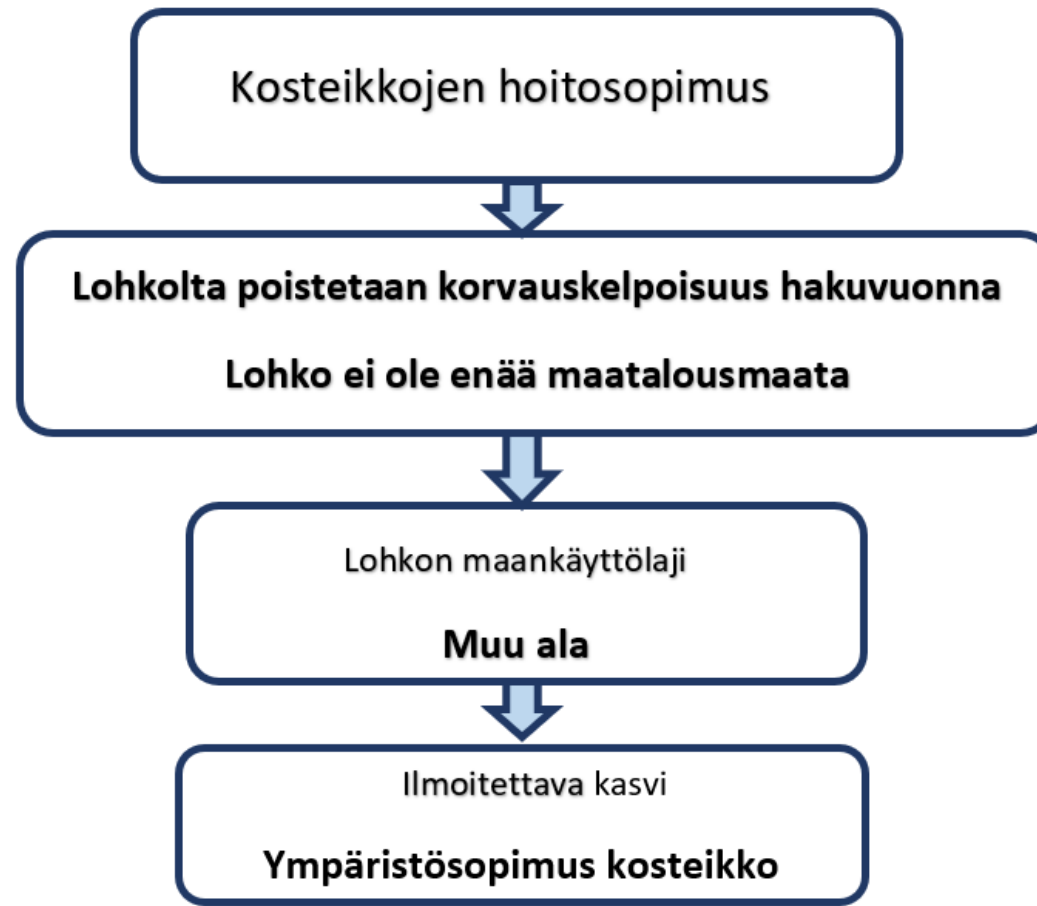 Kosteikkojen hoitosopimus
Lohkolta poistetaan korvauskelpoisuus hakuvuonna
Lohko ei ole enää maatalousmaata
Lohkon maankäyttölaji
Muu ala
Ilmoitettava kasvi
Ympäristösopimus kosteikko